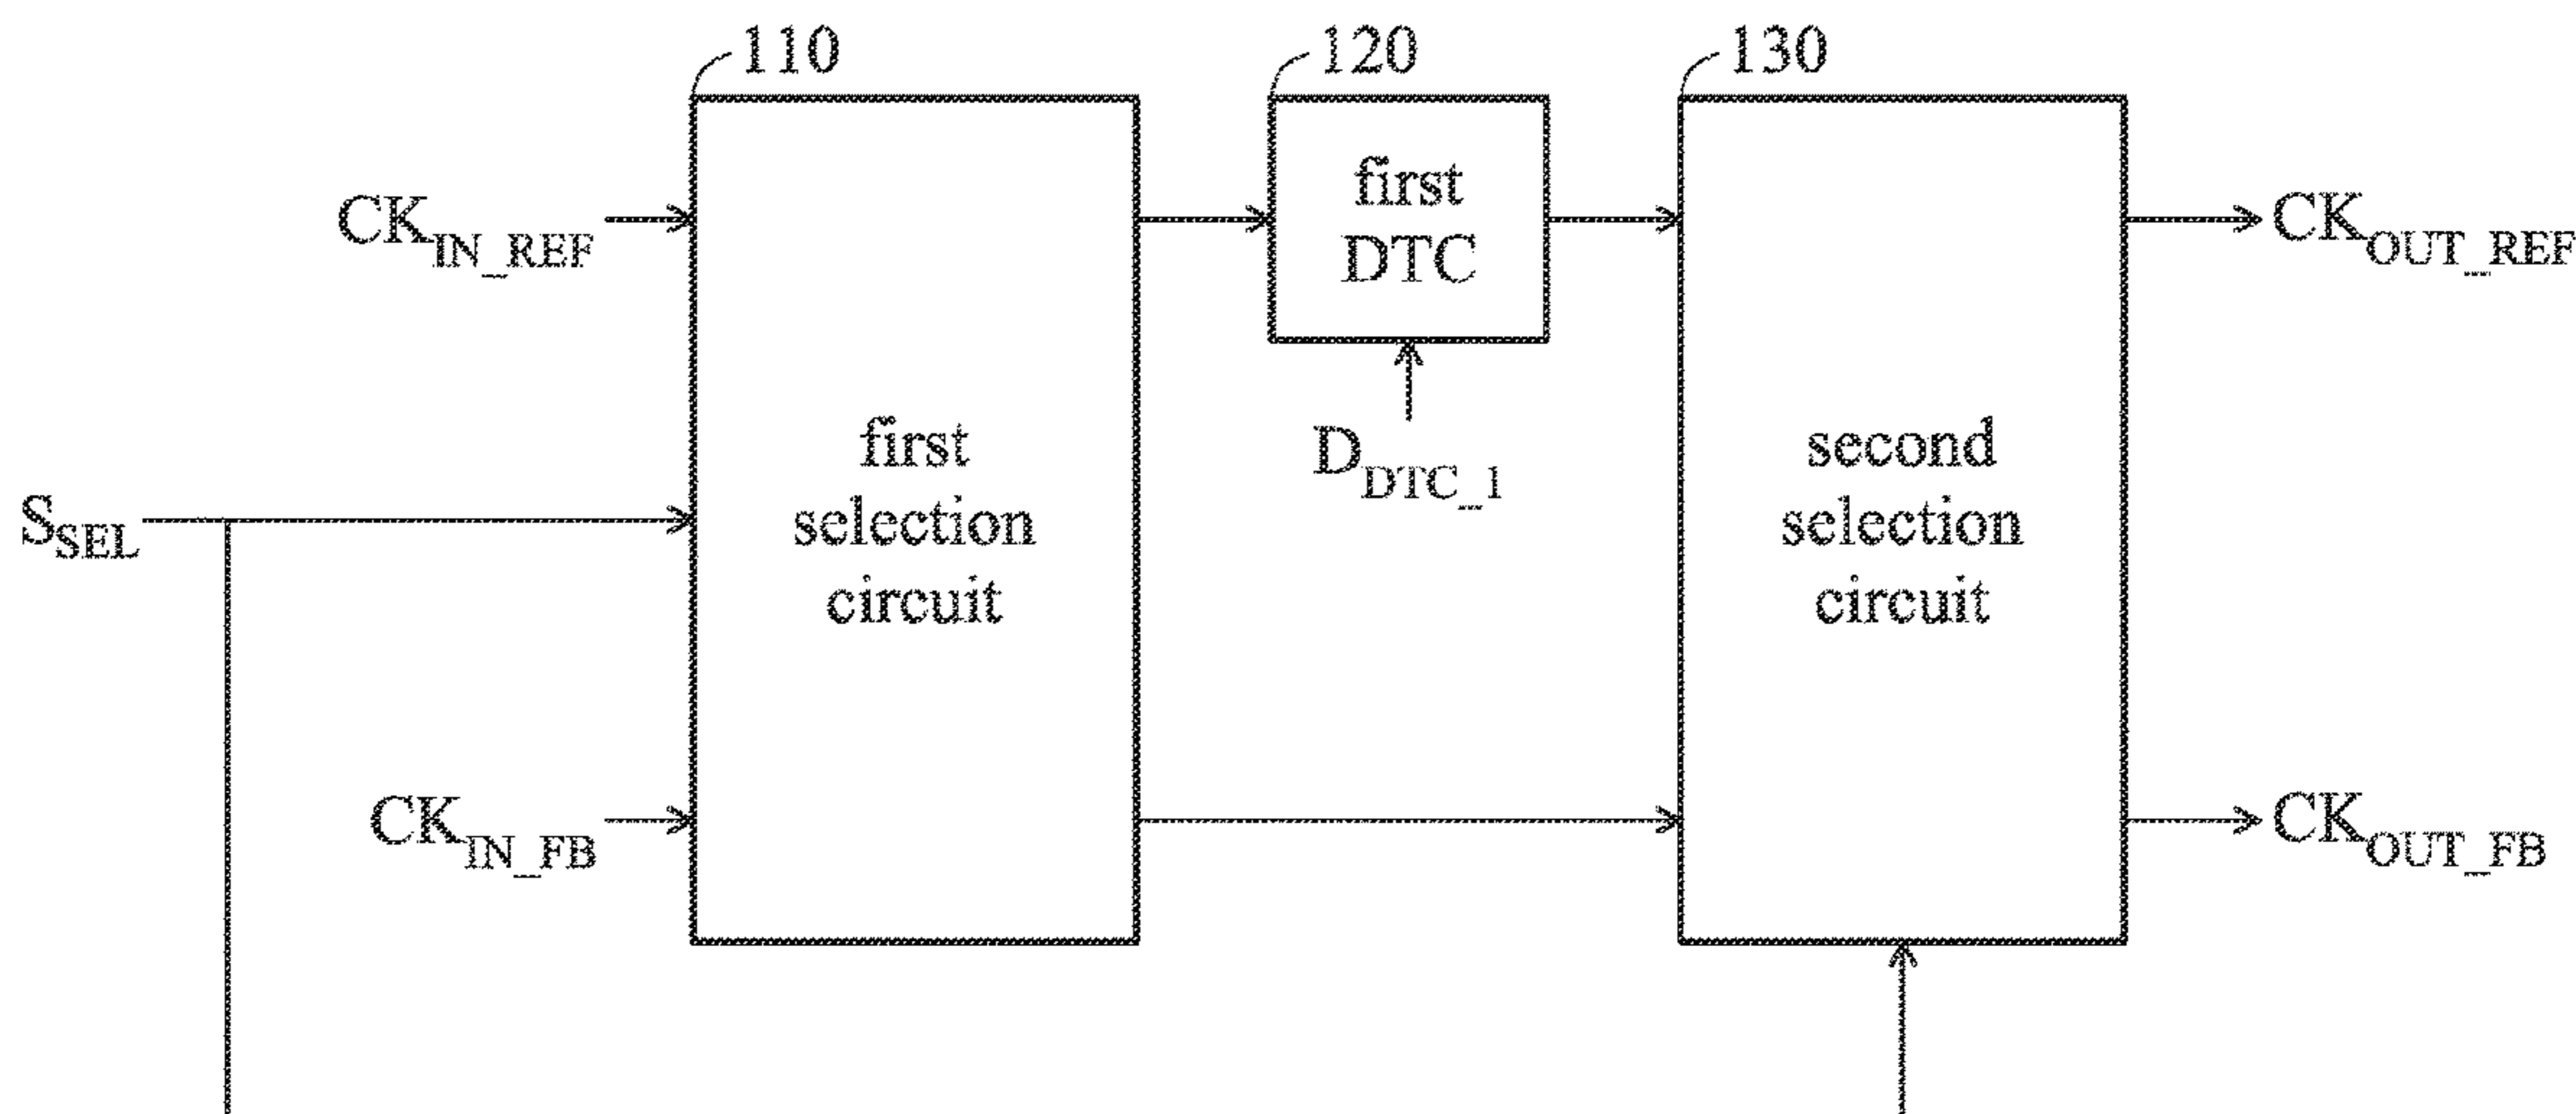 110
120
130
first
DTC
CK_IN_REF
CK_OUT_REF
D_DTC_1
first
selection
circuit
second
selection
circuit
S_SEL
CK_IN_FB
CK_OUT_FB